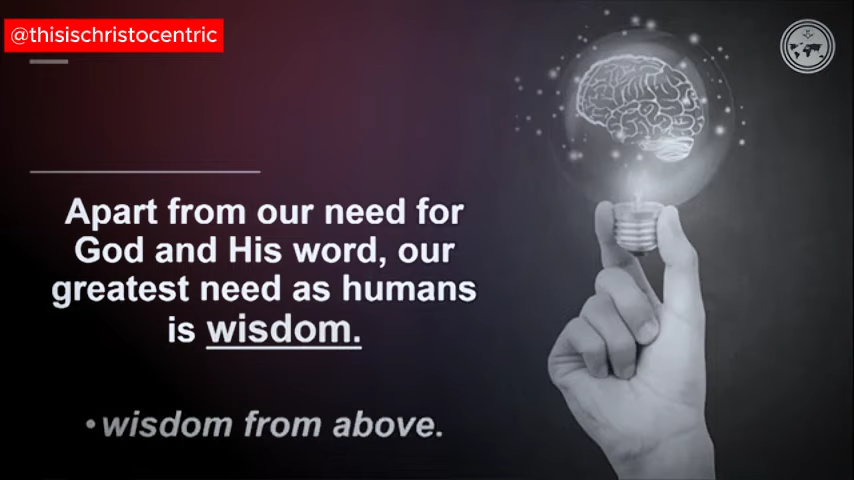 @thisischristocentric
Apart from our need for
God and His word, our
greatest need as humans
is wisdom.
•wisdom from above.